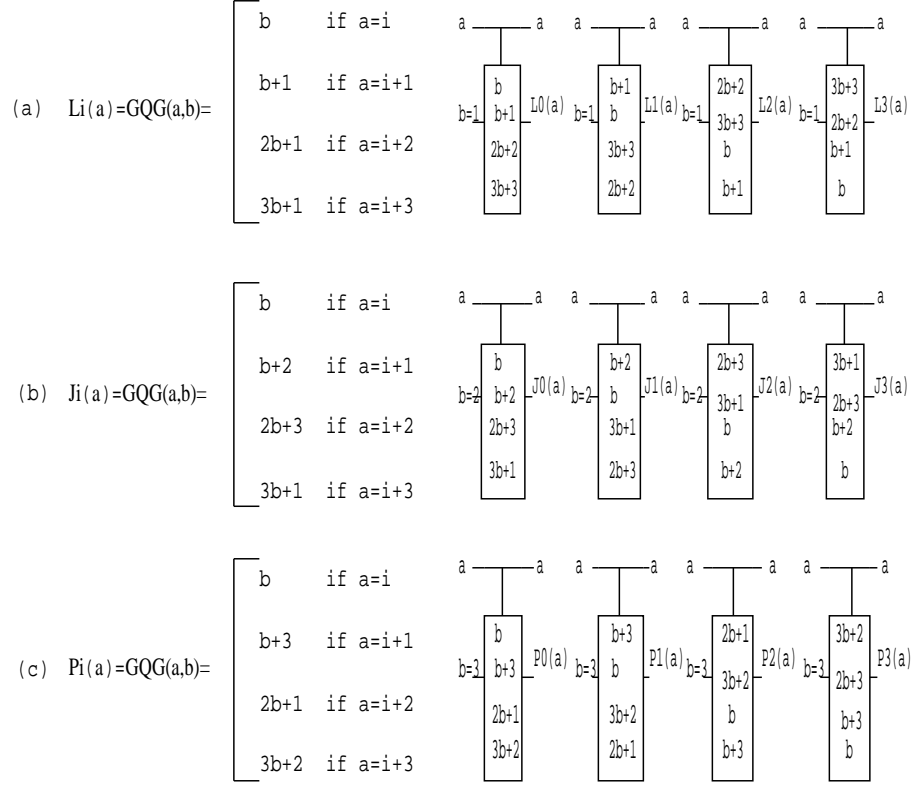 b if a=i
b+1 if a=i+1
(a) Li(a)=GQG(a,b)=
2b+1 if a=i+2
3b+1 if a=i+3
a a a a a a a a
b=1 b b+1 2b+2 3b+3 L0(a)
b=1 b+1 b 3b+3 2b+2 L1(a)
b=1 2b+2 3b+3 b b+1 L2(a)
b=1 3b+3 2b+2 b+1 b L3(a)
b if a=i
b+2 if a=i+1
(b) Ji(a)=GQG(a,b)=
2b+3 if a=i+2
3b+1 if a=i+3
a a a a a a a a
b=2 b b+2 2b+3 3b+1 J0(a)
b=2 b+2 b 3b+1 2b+3 J1(a)
b=2 2b+3 3b+1 b b+2 J2(a)
b=2 3b+1 2b+3 b+2 b J3(a)
b if a=i
b+3 if a=i+1
(c) Pi(a)=GQG(a,b)=
2b+1 if a=i+2
3b+2 if a=i+3
a a a a a a a a
b=3 b b+3 2b+1 3b+2 P0(a)
b=3 b+3 b 3b+2 2b+1 P1(a)
b=3 2b+1 3b+2 b b+3 P2(a)
b=3 3b+2 2b+3 b+3 b P3(a)